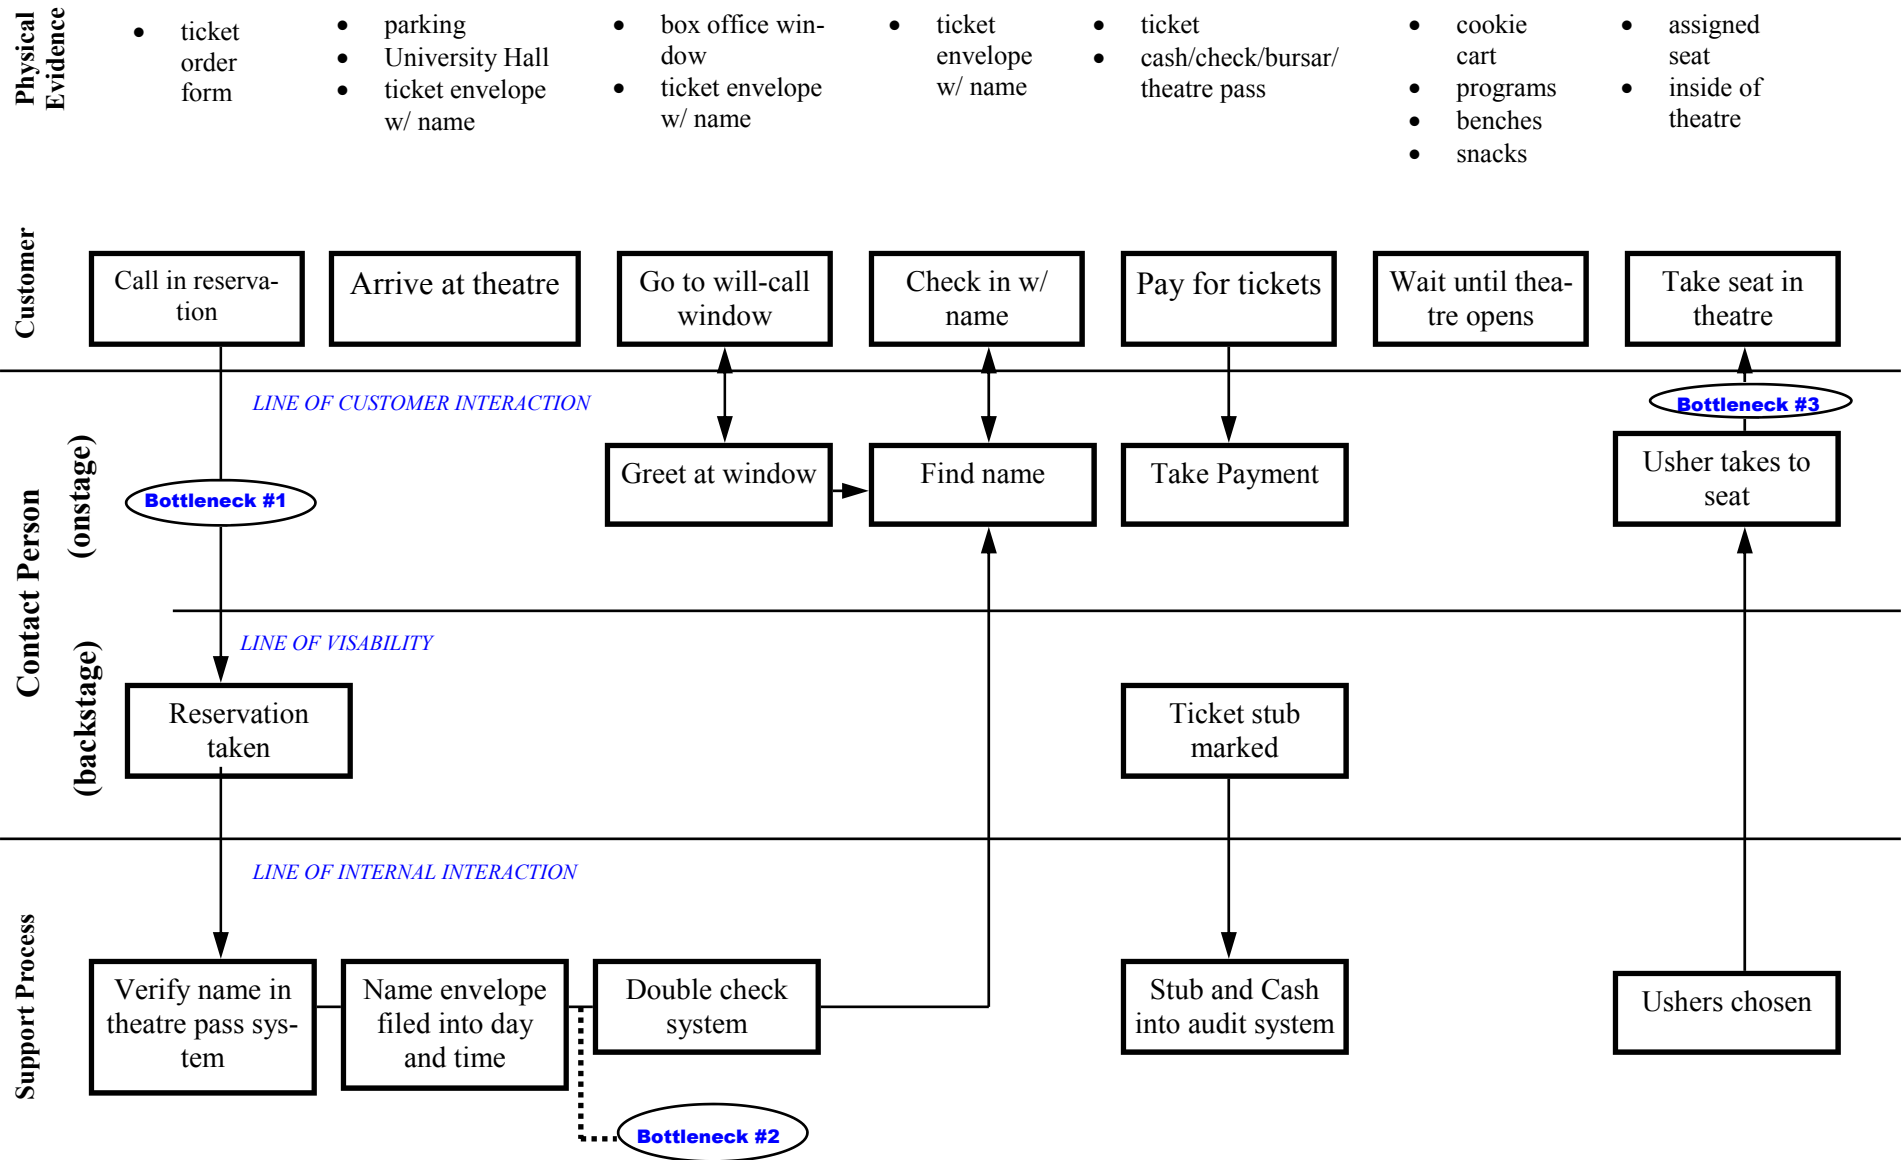 Physical
Evidence
• ticket
order
form
• parking
• University Hall
• ticket envelope
w/ name
• box office win-
dow
• ticket envelope
w/ name
• ticket
envelope
w/ name
• ticket
• cash/check/bursar/
theatre pass
• cookie
cart
• programs
• benches
• snacks
• assigned
seat
• inside of
theatre
Customer
Call in reserva-
tion
Arrive at theatre
Go to will-call
window
Check in w/
name
Pay for tickets
Wait until thea-
tre opens
Take seat in
theatre
LINE OF CUSTOMER INTERACTION
Bottleneck #3
Contact Person
(onstage)
Bottleneck #1
Greet at window
Find name
Take Payment
Usher takes to
seat
LINE OF VISABILITY
(backstage)
Reservation
taken
Ticket stub
marked
LINE OF INTERNAL INTERACTION
Support Process
Verify name in
theatre pass sys-
tem
Name envelope
filed into day
and time
Double check
system
Stub and Cash
into audit system
Ushers chosen
Bottleneck #2